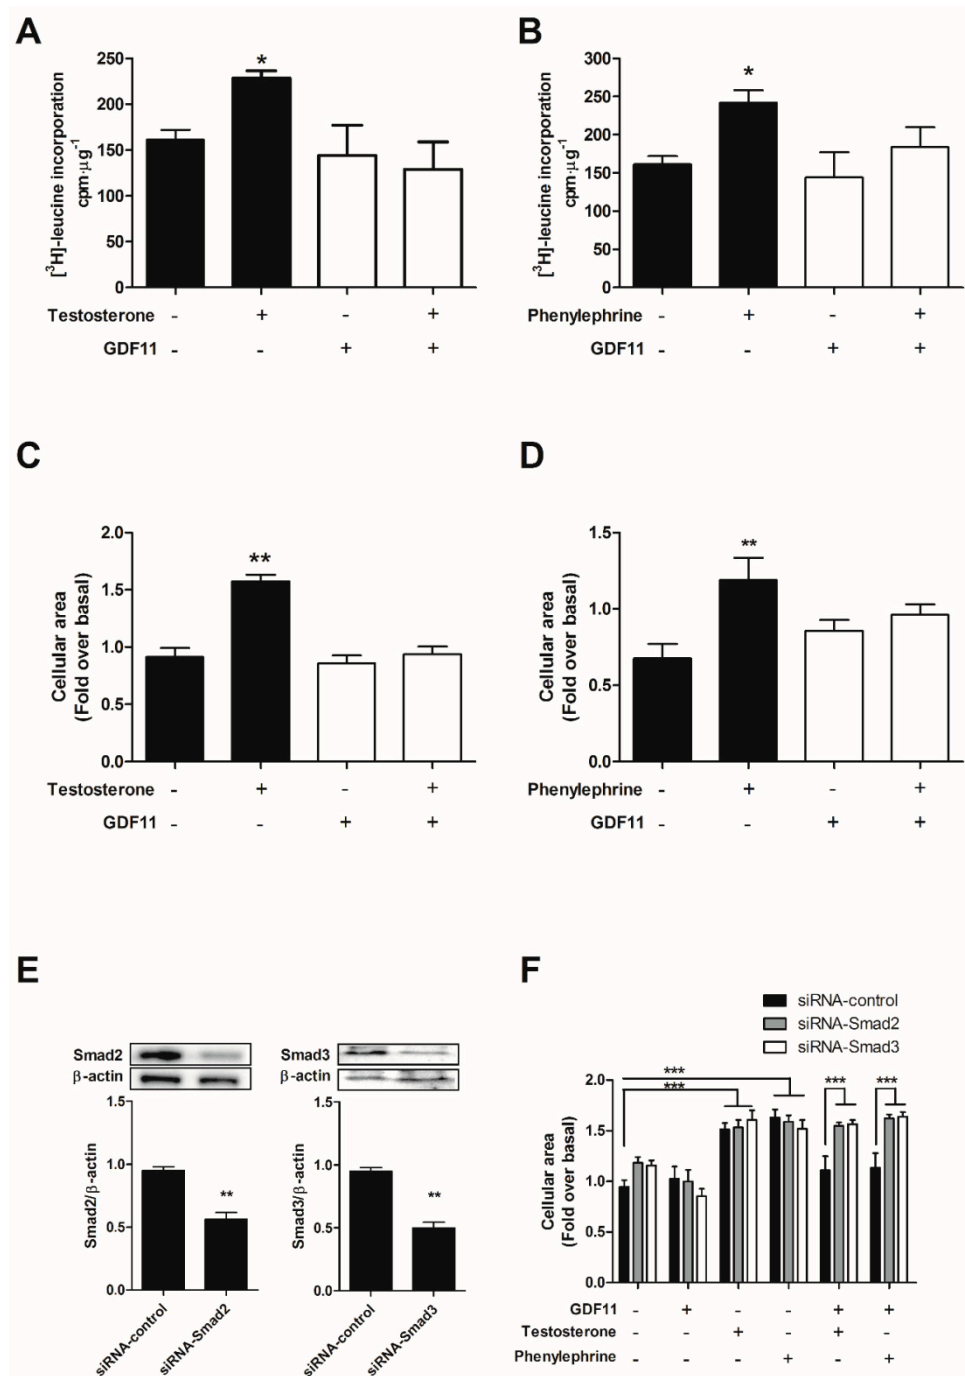 A
[³H]-leucine incorporation
cpm·µg⁻¹
250
200
150
100
50
0
*
Testosterone - + - +
GDF11 - - + +
B
[³H]-leucine incorporation
cpm·µg⁻¹
300
250
200
150
100
50
0
*
Phenylephrine - + - +
GDF11 - - + +
C
Cellular area
(Fold over basal)
2.0
1.5
1.0
0.5
0.0
**
Testosterone - + - +
GDF11 - - + +
D
Cellular area
(Fold over basal)
1.5
1.0
0.5
0.0
**
Phenylephrine - + - +
GDF11 - - + +
E
Smad2
β-actin
Smad2/β-actin
1.5
1.0
0.5
0.0
**
siRNA-control
siRNA-Smad2
Smad3
β-actin
Smad3/β-actin
1.5
1.0
0.5
0.0
**
siRNA-control
siRNA-Smad3
F
siRNA-control
siRNA-Smad2
siRNA-Smad3
Cellular area
(Fold over basal)
2.0
1.5
1.0
0.5
0.0
***
***
*** ***
GDF11 - + - - + +
Testosterone - - + - + -
Phenylephrine - - - + - +